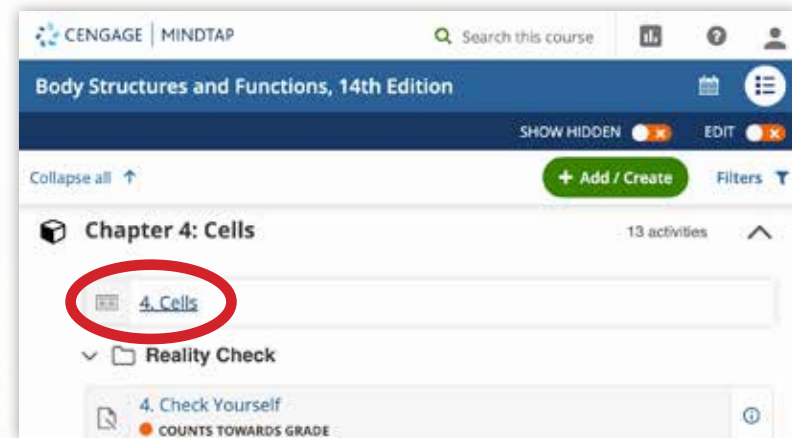 CENGAGE | MINDTAP Search this course
Body Structures and Functions, 14th Edition
SHOW HIDDEN EDIT
Collapse all ↑ + Add / Create Filters
Chapter 4: Cells 13 activities
4. Cells
Reality Check
4. Check Yourself
COUNTS TOWARDS GRADE